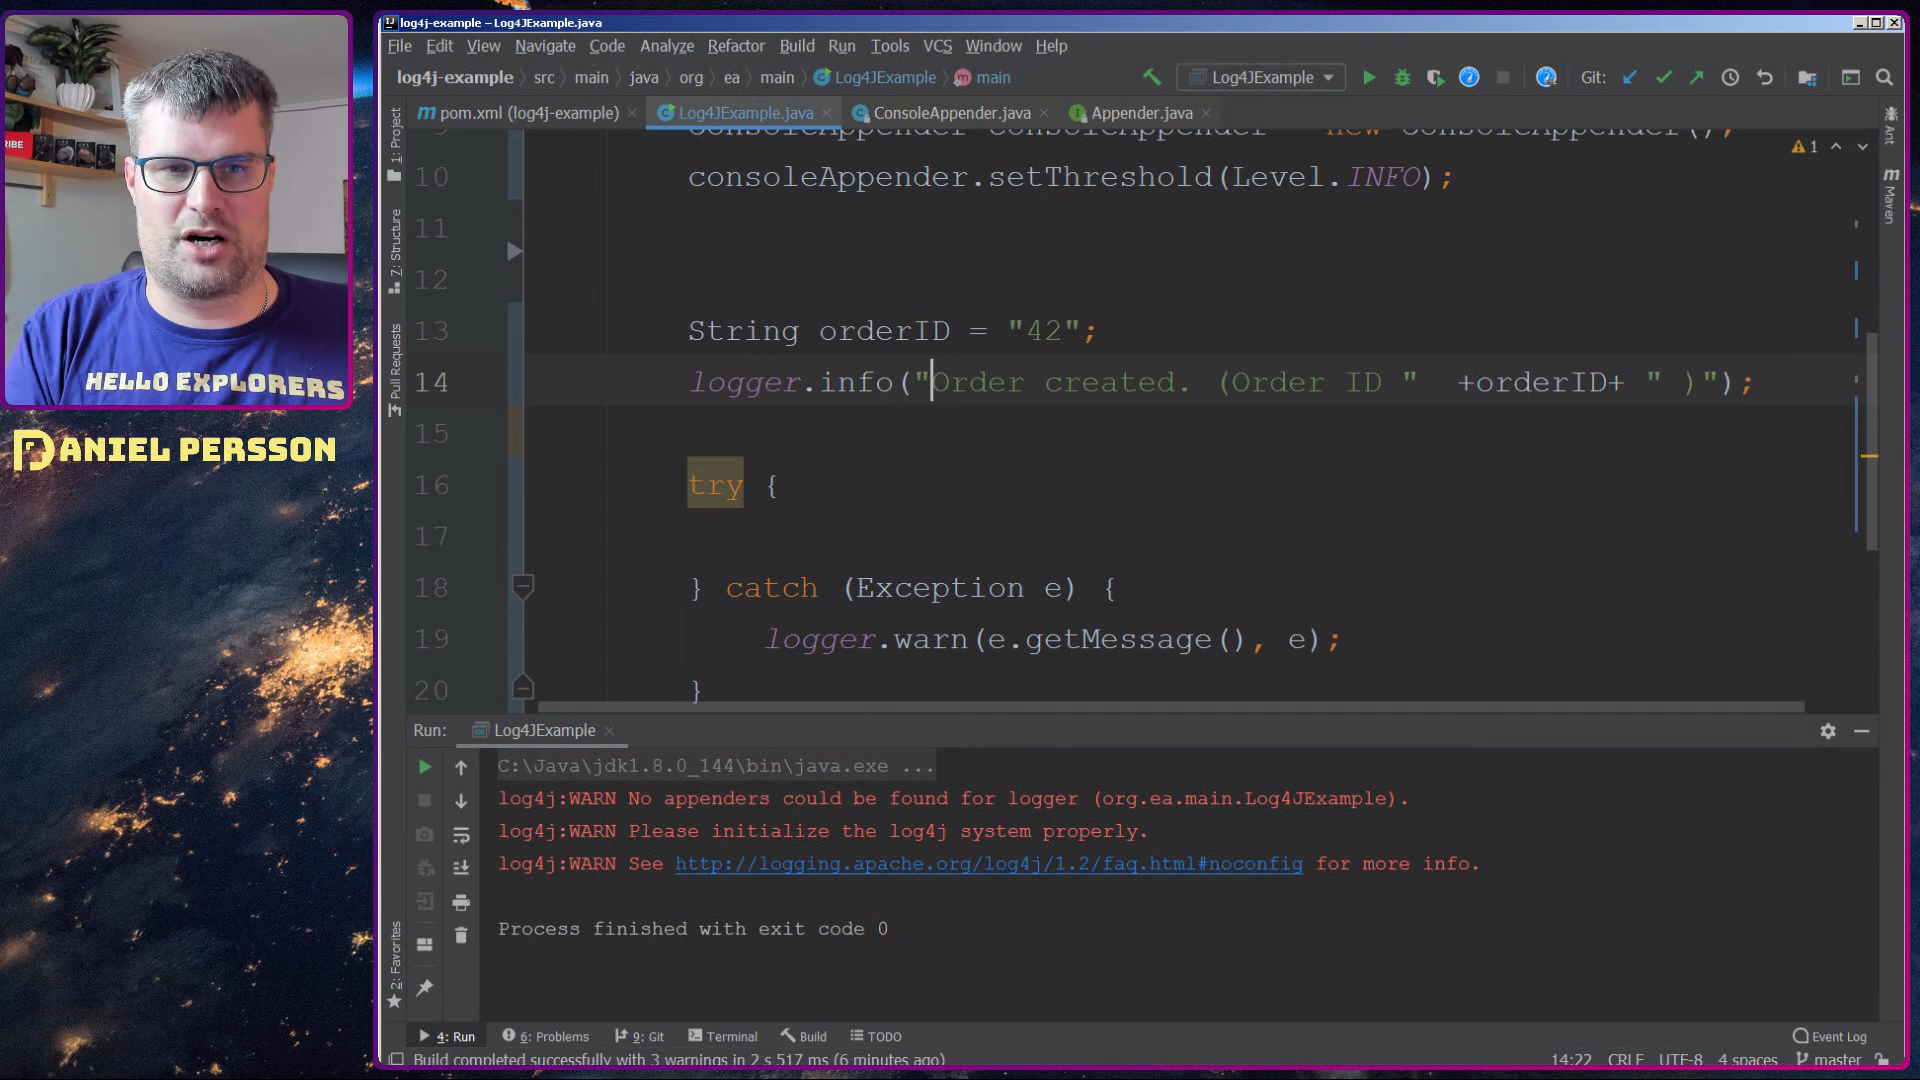 log4j-example – Log4JExample.java
File Edit View Navigate Code Analyze Refactor Build Run Tools VCS Window Help
log4j-example src main java org ea main Log4JExample main Log4JExample Git:
pom.xml (log4j-example) Log4JExample.java ConsoleAppender.java Appender.java
1
10 consoleAppender.setThreshold(Level.INFO);
11
12
13 String orderID = "42";
14 logger.info("Order created. (Order ID "  +orderID+ " )");
15
16 try {
17
18 } catch (Exception e) {
19 logger.warn(e.getMessage(), e);
20 }
1: Project
7: Structure
Pull Requests
2: Favorites
Ant
Maven
Run: Log4JExample
C:\Java\jdk1.8.0_144\bin\java.exe ...
log4j:WARN No appenders could be found for logger (org.ea.main.Log4JExample).
log4j:WARN Please initialize the log4j system properly.
log4j:WARN See http://logging.apache.org/log4j/1.2/faq.html#noconfig for more info.
Process finished with exit code 0
4: Run 6: Problems 9: Git Terminal Build TODO Event Log
Build completed successfully with 3 warnings in 2 s 517 ms (6 minutes ago) 14:22 CRLF UTF-8 4 spaces master
RIBE
HELLO EXPLORERS
DANIEL PERSSON